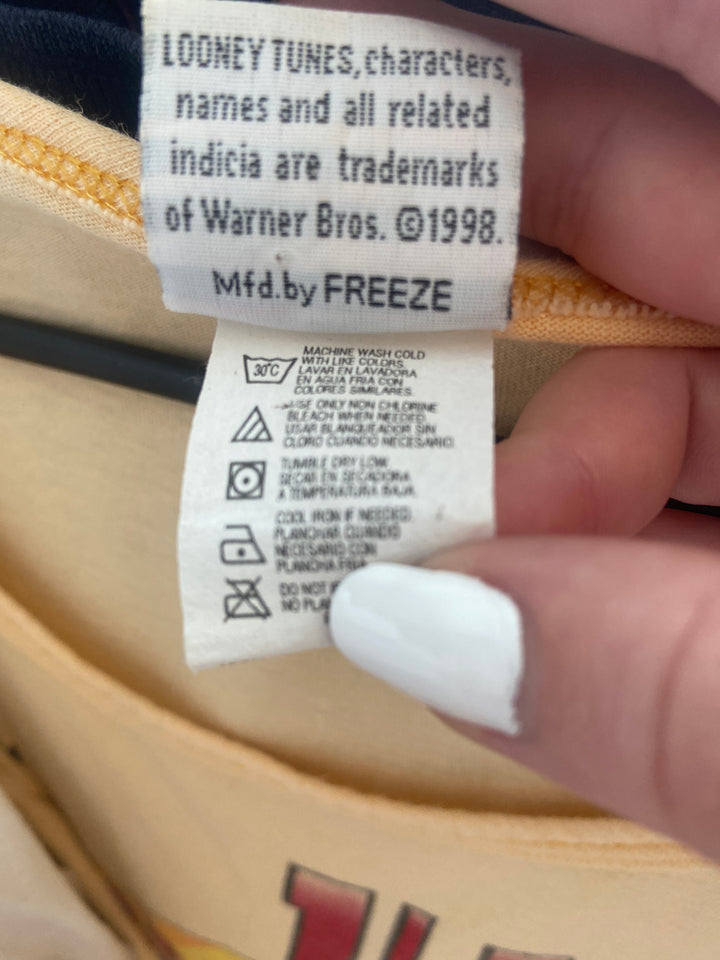 LOONEY TUNES, characters,
names and all related
indicia are trademarks
of Warner Bros. ©1998.
Mfd.by FREEZE
30°C
MACHINE WASH COLD
WITH LIKE COLORS.
LAVAR EN LAVADORA
EN AGUA FRIA CON
COLORES SIMILARES.
USE ONLY NON CHLORINE
BLEACH WHEN NEEDED.
USAR BLANQUEADOR SIN
CLORO CUANDO NECESARIO.
TUMBLE DRY LOW.
SECAR EN SECADORA
A TEMPERATURA BAJA.
COOL IRON IF NEEDED.
PLANCHAR CUANDO
NECESARIO CON
PLANCHA FRIA
DO NOT
NO